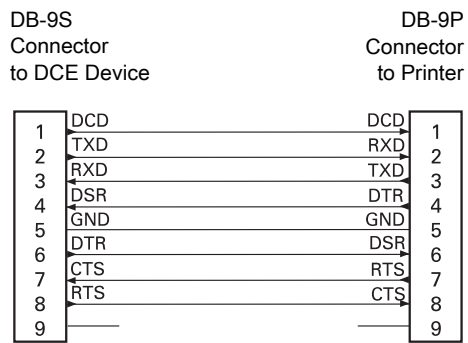 DB-9S
Connector
to DCE Device
DB-9P
Connector
to Printer
1 DCD DCD 1
2 TXD RXD 2
3 RXD TXD 3
4 DSR DTR 4
5 GND GND 5
6 DTR DSR 6
7 CTS RTS 7
8 RTS CTS 8
9 9